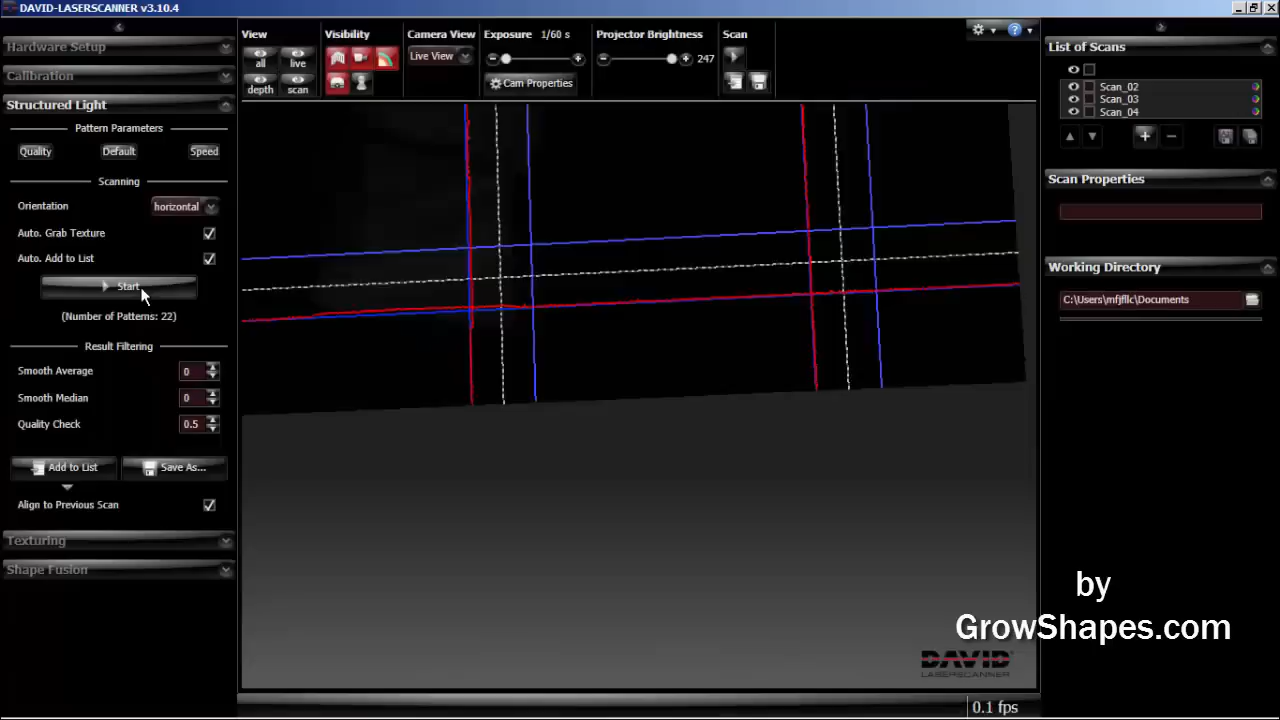 DAVID-LASERSCANNER v3.10.4
Hardware Setup
Calibration
Structured Light
Pattern Parameters
Quality Default Speed
Scanning
Orientation horizontal
Auto. Grab Texture
Auto. Add to List
Start
(Number of Patterns: 22)
Result Filtering
Smooth Average 0
Smooth Median 0
Quality Check 0.5
Add to List Save As...
Align to Previous Scan
Texturing
Shape Fusion
View
all live
depth scan
Visibility
Camera View
Live View
Exposure 1/60 s
Cam Properties
Projector Brightness
247
Scan
List of Scans
Scan_02
Scan_03
Scan_04
Scan Properties
Working Directory
C:\Users\mfjfllc\Documents
by
GrowShapes.com
DAVID
LASERSCANNER
0.1 fps